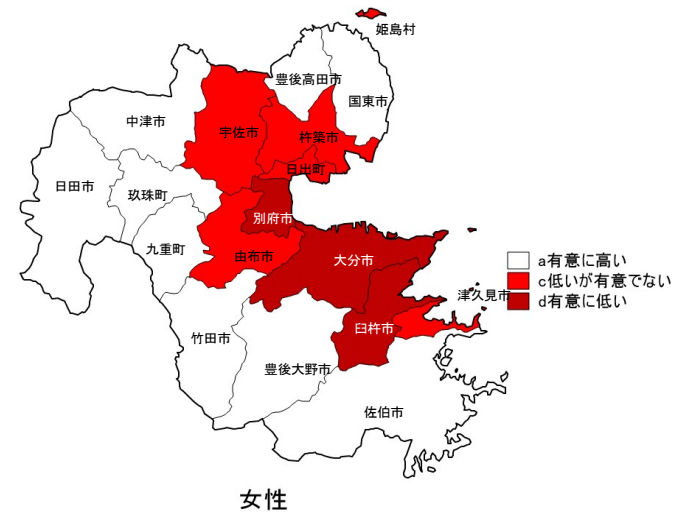 姫島村
豊後高田市
国東市
中津市
宇佐市
杵築市
日出町
日田市
玖珠町
別府市
九重町
由布市
大分市
a有意に高い
c低いが有意でない
d有意に低い
津久見市
臼杵市
竹田市
豊後大野市
佐伯市
女性